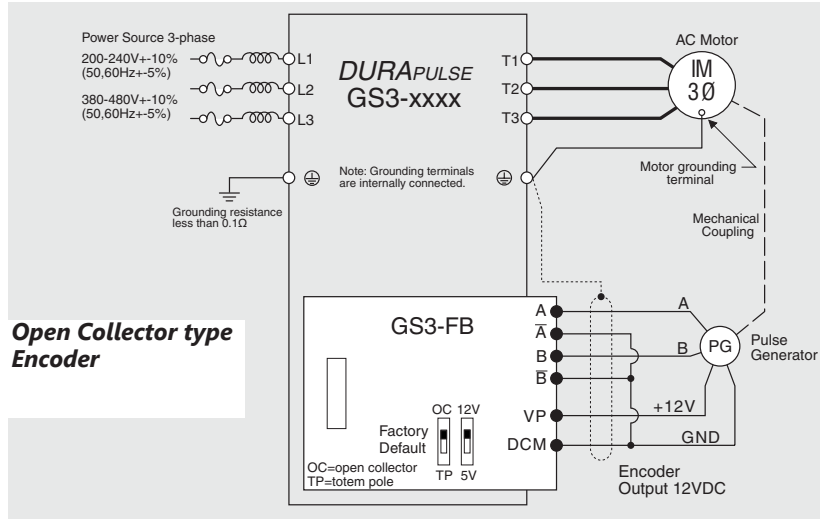 Power Source 3-phase
200-240V+-10%
(50,60Hz+-5%)
380-480V+-10%
(50,60Hz+-5%)
L1
L2
L3
DURAPULSE
GS3-xxxx
T1
T2
T3
AC Motor
IM
3Ø
Note: Grounding terminals
are internally connected.
Motor grounding
terminal
Grounding resistance
less than 0.1Ω
Mechanical
Coupling
Open Collector type
Encoder
GS3-FB
A
A̅
B
B̅
VP
DCM
A
B
+12V
GND
PG
Pulse
Generator
OC 12V
Factory
Default
TP 5V
OC=open collector
TP=totem pole
Encoder
Output 12VDC